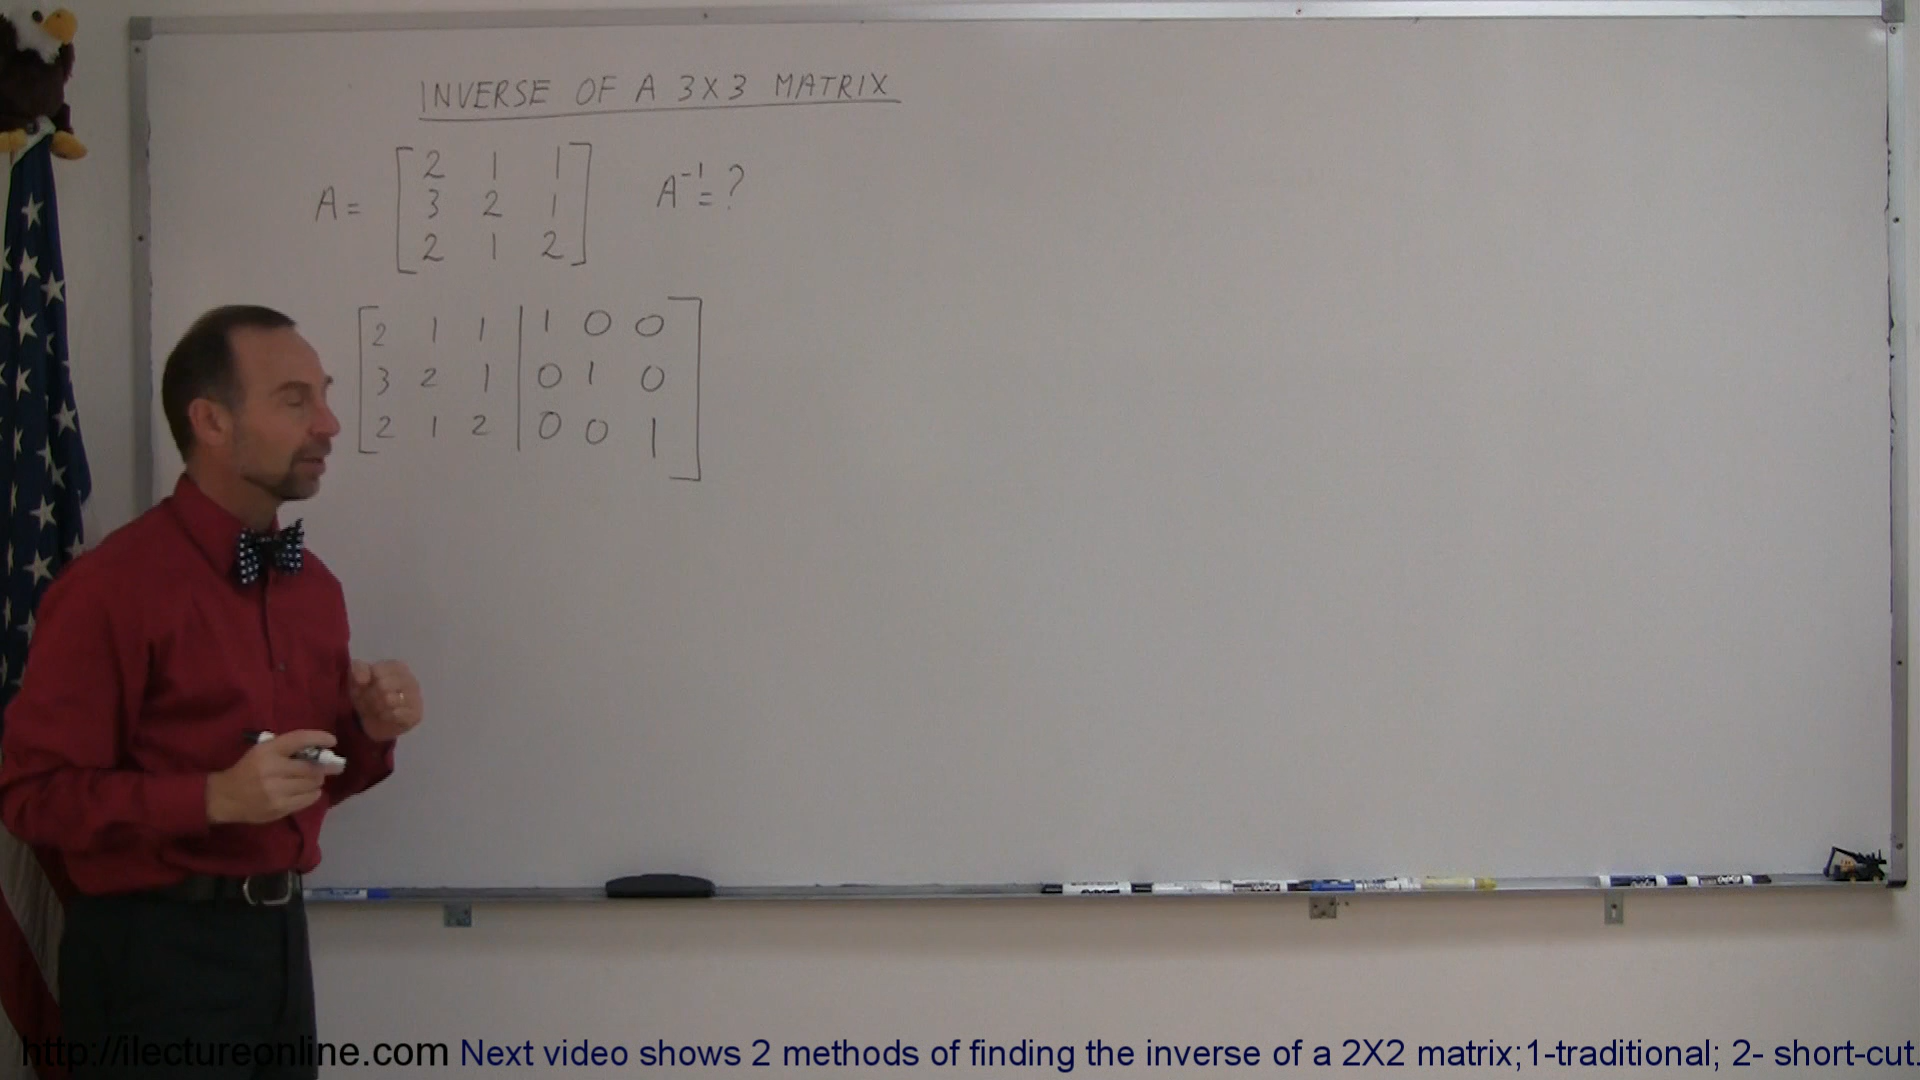 INVERSE OF A 3X3 MATRIX
A= [2 1 1
3 2 1
2 1 2] A⁻¹=?
[2 1 1 | 1 0 0
3 2 1 | 0 1 0
2 1 2 | 0 0 1]
http://ilectureonline.com Next video shows 2 methods of finding the inverse of a 2X2 matrix;1-traditional; 2- short-cut.